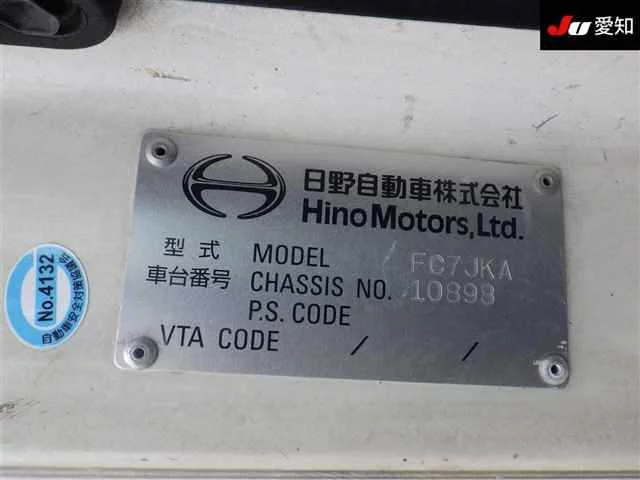 JU 愛知
日野自動車株式会社
Hino Motors, Ltd.
型式 MODEL FC7JKA
車台番号 CHASSIS NO. 10898
P.S. CODE
VTA CODE / /
No.4132